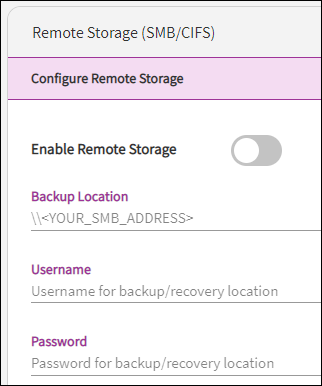 Remote Storage (SMB/CIFS)
Configure Remote Storage
Enable Remote Storage
Backup Location
\\<YOUR_SMB_ADDRESS>
Username
Username for backup/recovery location
Password
Password for backup/recovery location